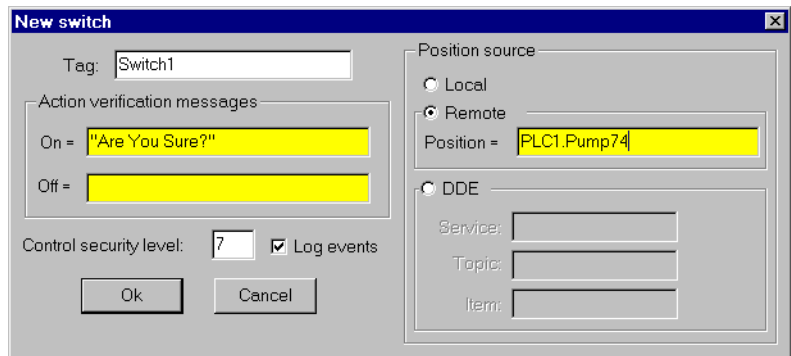 New switch
Tag: Switch1
Action verification messages
On = "Are You Sure?"
Off =
Control security level: 7 Log events
Ok Cancel
Position source
Local
Remote
Position = PLC1.Pump74
DDE
Service:
Topic:
Item: